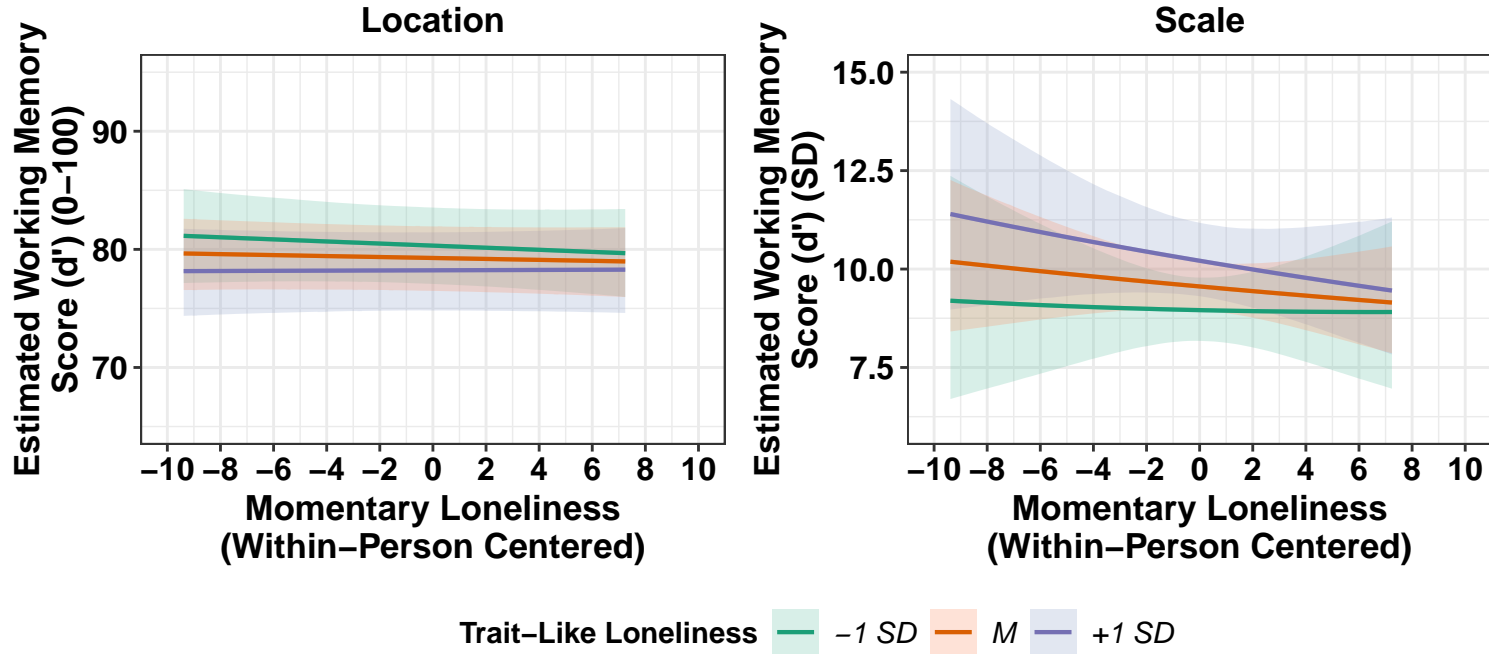 Location
Estimated Working Memory
Score (d') (0−100)
90
80
70
−10 −8 −6 −4 −2 0 2 4 6 8 10
Momentary Loneliness
(Within−Person Centered)
Scale
Estimated Working Memory
Score (d') (SD)
15.0
12.5
10.0
7.5
−10 −8 −6 −4 −2 0 2 4 6 8 10
Momentary Loneliness
(Within−Person Centered)
Trait−Like Loneliness −1 SD M +1 SD